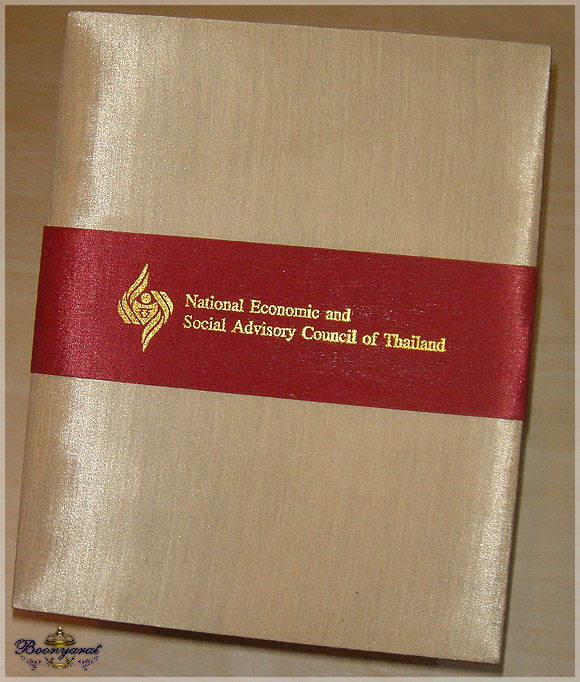 National Economic and
Social Advisory Council of Thailand
Boonyarat